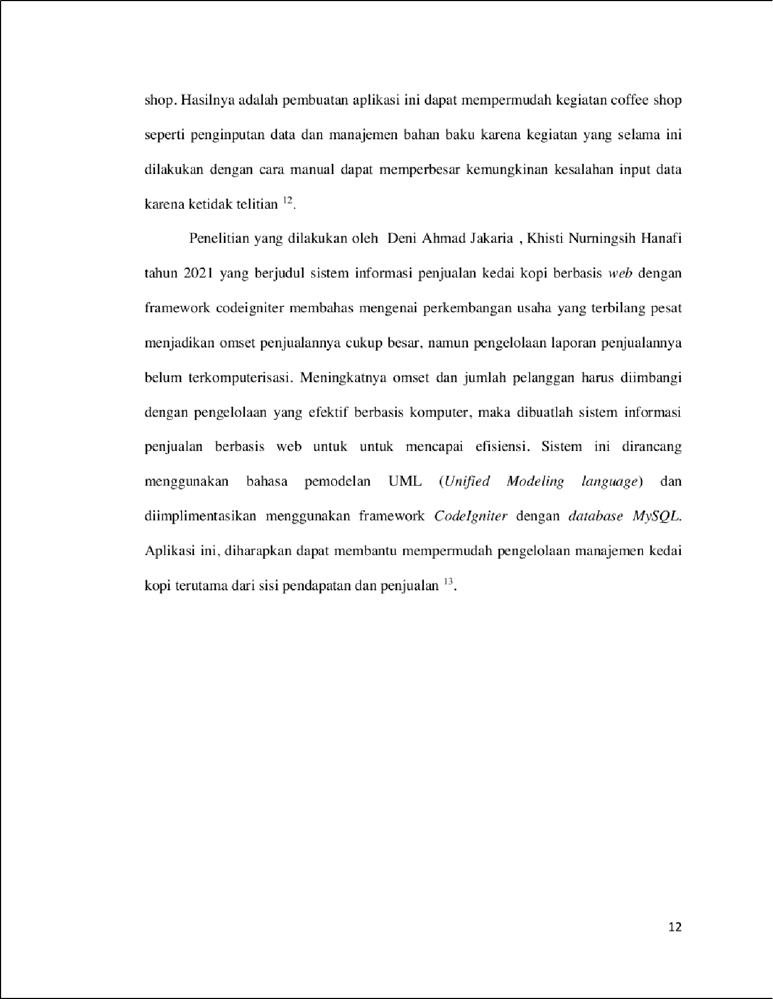 shop. Hasilnya adalah pembuatan aplikasi ini dapat mempermudah kegiatan coffee shop
seperti penginputan data dan manajemen bahan baku karena kegiatan yang selama ini
dilakukan dengan cara manual dapat memperbesar kemungkinan kesalahan input data
karena ketidak telitian 12.
Penelitian yang dilakukan oleh  Deni Ahmad Jakaria , Khisti Nurningsih Hanafi
tahun 2021 yang berjudul sistem informasi penjualan kedai kopi berbasis web dengan
framework codeigniter membahas mengenai perkembangan usaha yang terbilang pesat
menjadikan omset penjualannya cukup besar, namun pengelolaan laporan penjualannya
belum terkomputerisasi. Meningkatnya omset dan jumlah pelanggan harus diimbangi
dengan pengelolaan yang efektif berbasis komputer, maka dibuatlah sistem informasi
penjualan berbasis web untuk untuk mencapai efisiensi. Sistem ini dirancang
menggunakan bahasa pemodelan UML (Unified Modeling language) dan
diimplimentasikan menggunakan framework CodeIgniter dengan database MySQL.
Aplikasi ini, diharapkan dapat membantu mempermudah pengelolaan manajemen kedai
kopi terutama dari sisi pendapatan dan penjualan 13.
12